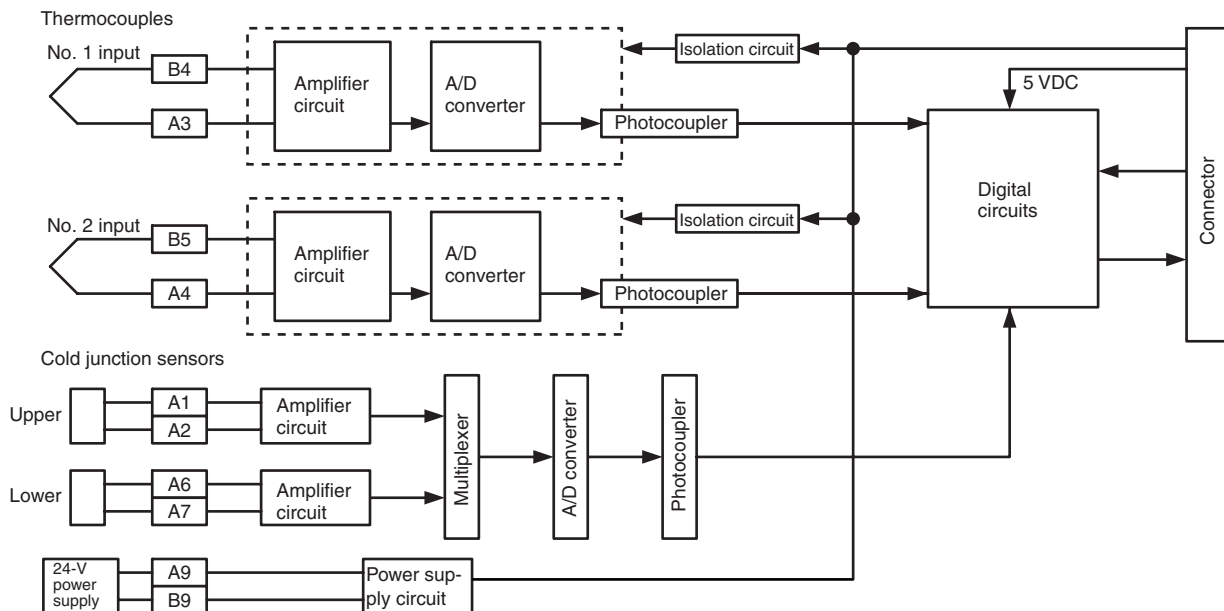 Thermocouples
No. 1 input
B4
A3
Amplifier
circuit
A/D
converter
Isolation circuit
Photocoupler
5 VDC
Digital
circuits
Connector
No. 2 input
B5
A4
Amplifier
circuit
A/D
converter
Isolation circuit
Photocoupler
Cold junction sensors
Upper
A1
A2
Amplifier
circuit
Lower
A6
A7
Amplifier
circuit
Multiplexer
A/D converter
Photocoupler
24-V
power
supply
A9
B9
Power sup-
ply circuit